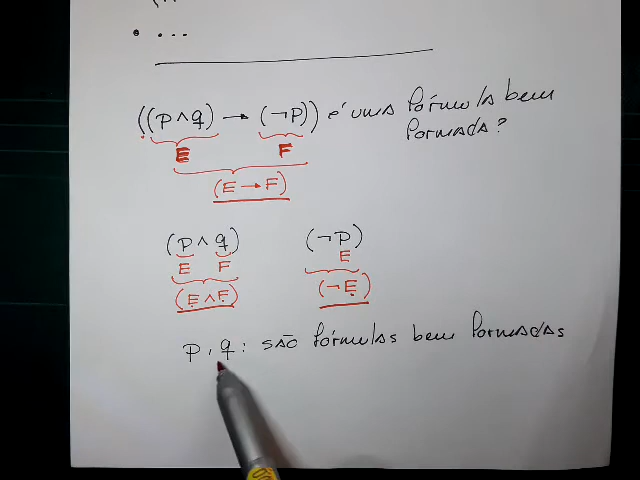 • ...
((p ∧ q) → (¬p)) é uma fórmula bem
formada?
E F
(E → F)
(p ∧ q) (¬p)
E F E
(E ∧ F) (¬E)
p, q: são fórmulas bem formadas